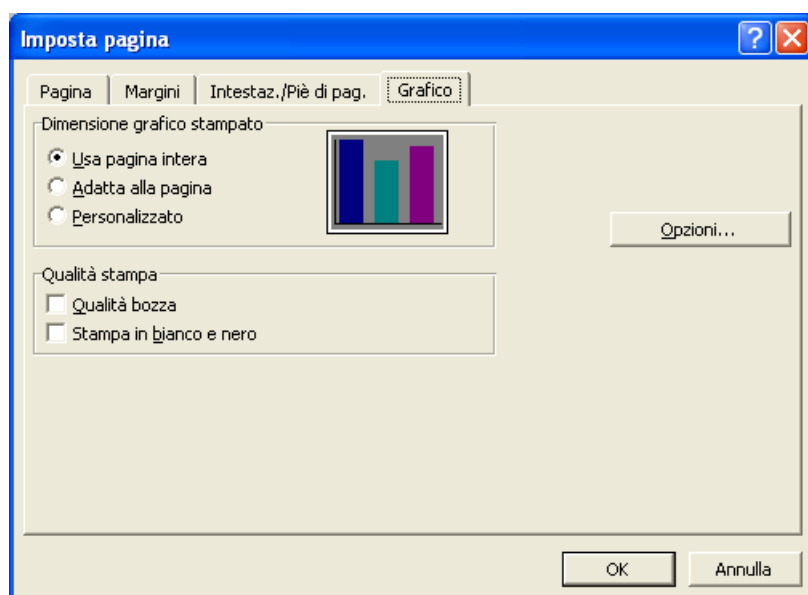 Imposta pagina
Pagina Margini Intestaz./Piè di pag. Grafico
Dimensione grafico stampato
Usa pagina intera
Adatta alla pagina
Personalizzato
Opzioni...
Qualità stampa
Qualità bozza
Stampa in bianco e nero
OK Annulla